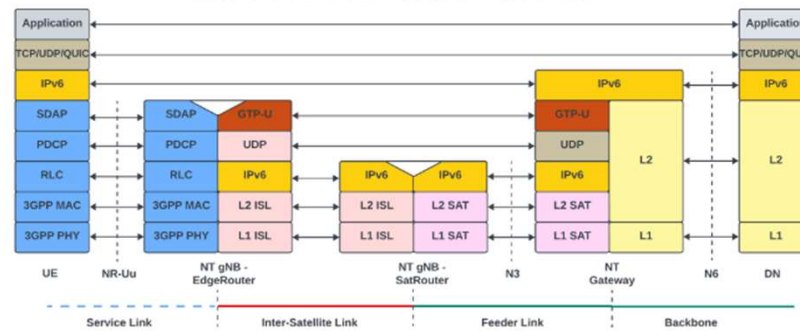 Application Application
TCP/UDP/QUIC TCP/UDP/QU
IPv6 IPv6 IPv6
SDAP SDAP GTP-U GTP-U
PDCP PDCP UDP UDP L2 L2
RLC RLC IPv6 IPv6 IPv6 IPv6
3GPP MAC 3GPP MAC L2 ISL L2 ISL L2 SAT L2 SAT
3GPP PHY 3GPP PHY L1 ISL L1 ISL L1 SAT L1 SAT L1 L1
UE NR-Uu NT gNB - NT gNB - N3 NT N6 DN
EdgeRouter SatRouter Gateway
Service Link Inter-Satellite Link Feeder Link Backbone